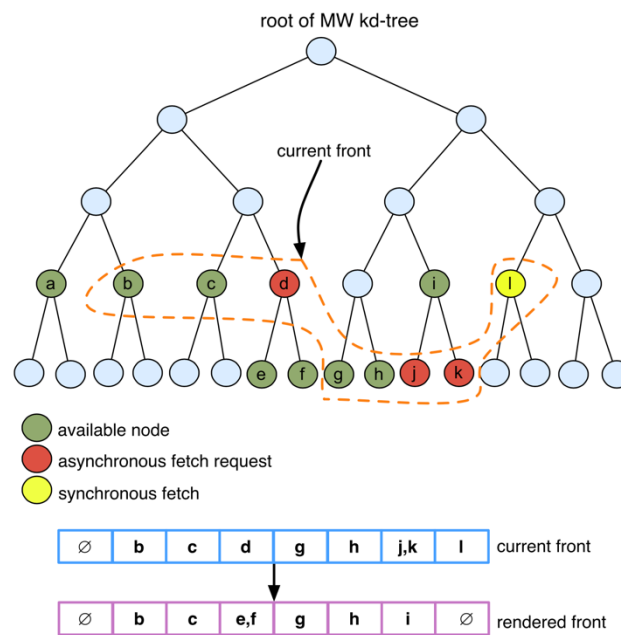 root of MW kd-tree
current front
a b c d i l
e f g h j k
available node
asynchronous fetch request
synchronous fetch
∅ b c d g h j,k l current front
∅ b c e,f g h i ∅ rendered front